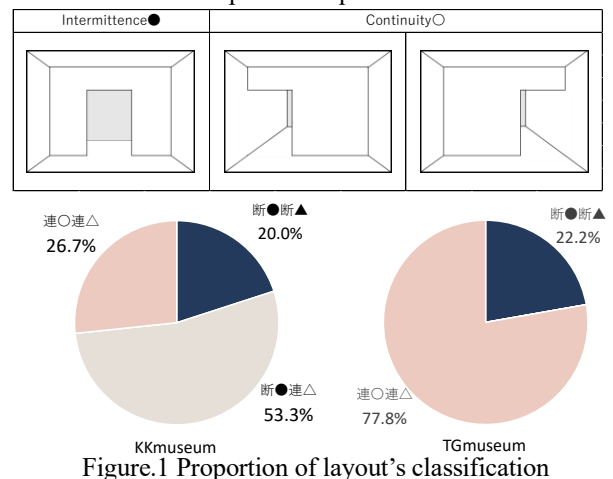 Intermittence● Continuity○
連○連△
26.7%
断●断▲
20.0%
断●連△
53.3%
KKmuseum
断●断▲
22.2%
連○連△
77.8%
TGmuseum
Figure.1 Proportion of layout's classification